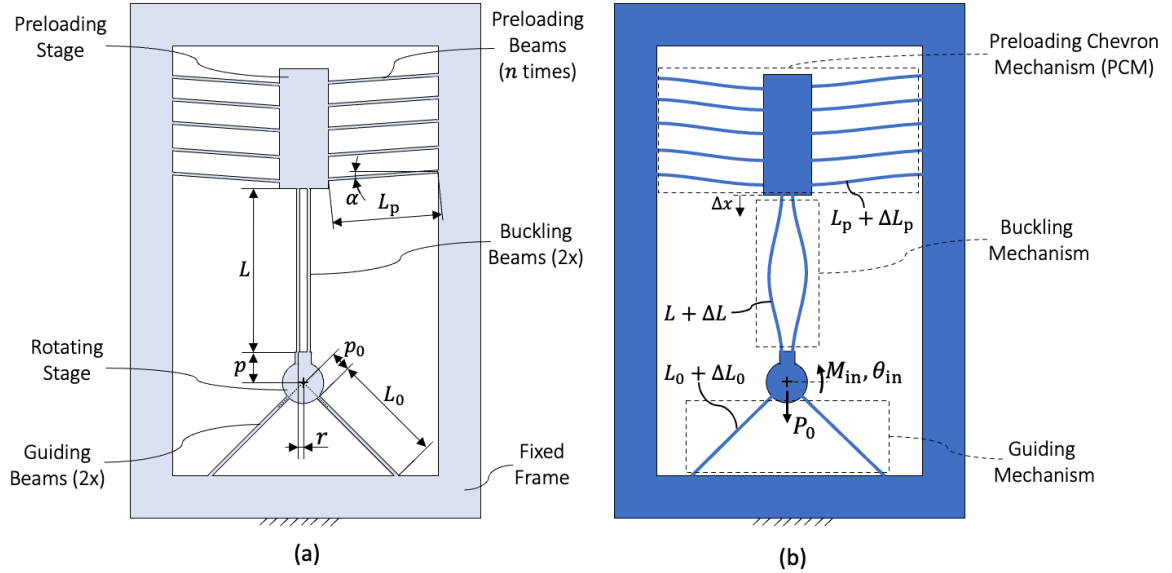 Preloading
Stage
Preloading
Beams
(n times)
α
L_p
L
Buckling
Beams (2x)
Rotating
Stage
p
p_0
L_0
r
Guiding
Beams (2x)
Fixed
Frame
(a)
Preloading Chevron
Mechanism (PCM)
Δx
L_p + ΔL_p
Buckling
Mechanism
L + ΔL
L_0 + ΔL_0
M_in, θ_in
P_0
Guiding
Mechanism
(b)